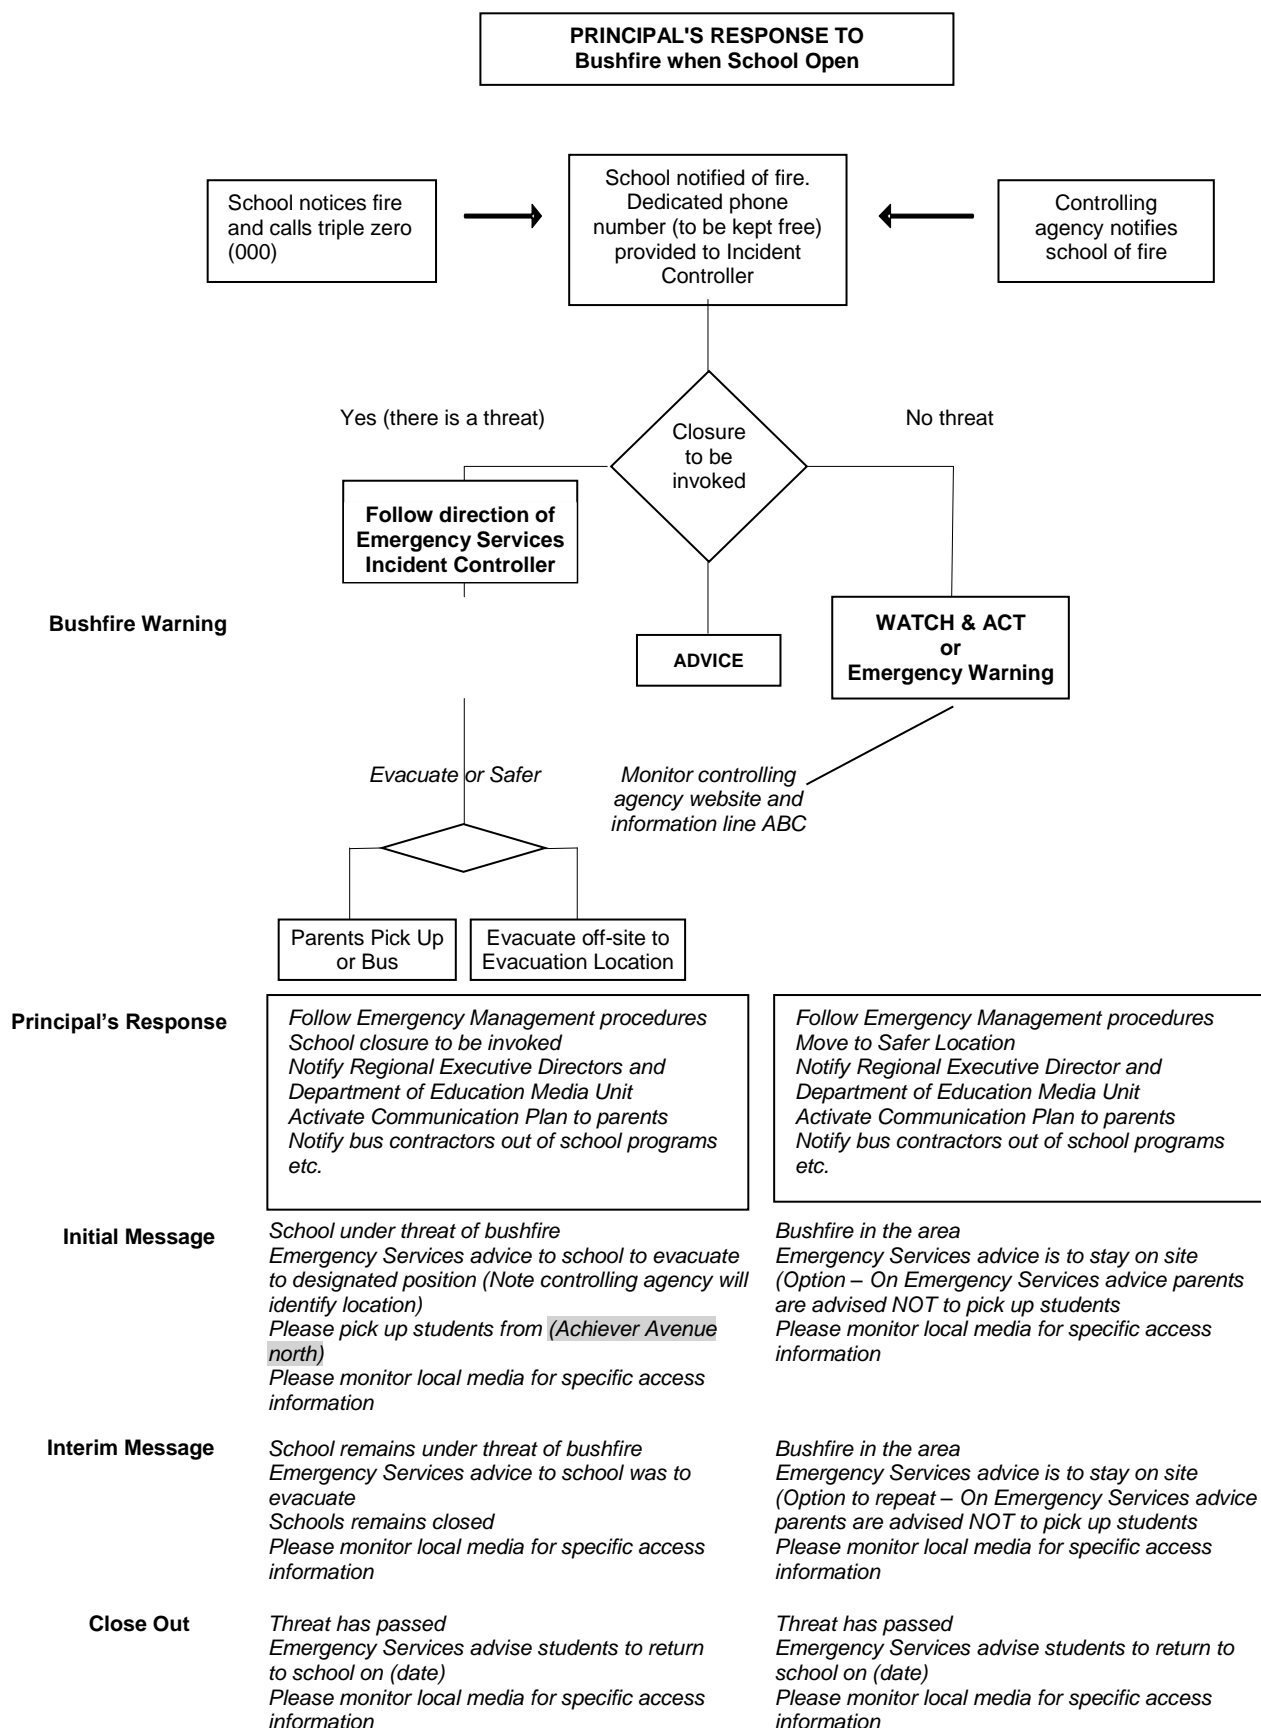 PRINCIPAL'S RESPONSE TO
Bushfire when School Open
School notices fire
and calls triple zero
(000)
School notified of fire.
Dedicated phone
number (to be kept free)
provided to Incident
Controller
Controlling
agency notifies
school of fire
Yes (there is a threat)
Closure
to be
invoked
No threat
Follow direction of
Emergency Services
Incident Controller
Bushfire Warning
ADVICE
WATCH & ACT
or
Emergency Warning
Evacuate or Safer
Monitor controlling
agency website and
information line ABC
Parents Pick Up
or Bus
Evacuate off-site to
Evacuation Location
Principal’s Response
Follow Emergency Management procedures
School closure to be invoked
Notify Regional Executive Directors and
Department of Education Media Unit
Activate Communication Plan to parents
Notify bus contractors out of school programs
etc.
Follow Emergency Management procedures
Move to Safer Location
Notify Regional Executive Director and
Department of Education Media Unit
Activate Communication Plan to parents
Notify bus contractors out of school programs
etc.
Initial Message
School under threat of bushfire
Emergency Services advice to school to evacuate
to designated position (Note controlling agency will
identify location)
Please pick up students from (Achiever Avenue
north)
Please monitor local media for specific access
information
Bushfire in the area
Emergency Services advice is to stay on site
(Option – On Emergency Services advice parents
are advised NOT to pick up students
Please monitor local media for specific access
information
Interim Message
School remains under threat of bushfire
Emergency Services advice to school was to
evacuate
Schools remains closed
Please monitor local media for specific access
information
Bushfire in the area
Emergency Services advice is to stay on site
(Option to repeat – On Emergency Services advice
parents are advised NOT to pick up students
Please monitor local media for specific access
information
Close Out
Threat has passed
Emergency Services advise students to return
to school on (date)
Please monitor local media for specific access
information
Threat has passed
Emergency Services advise students to return to
school on (date)
Please monitor local media for specific access
information